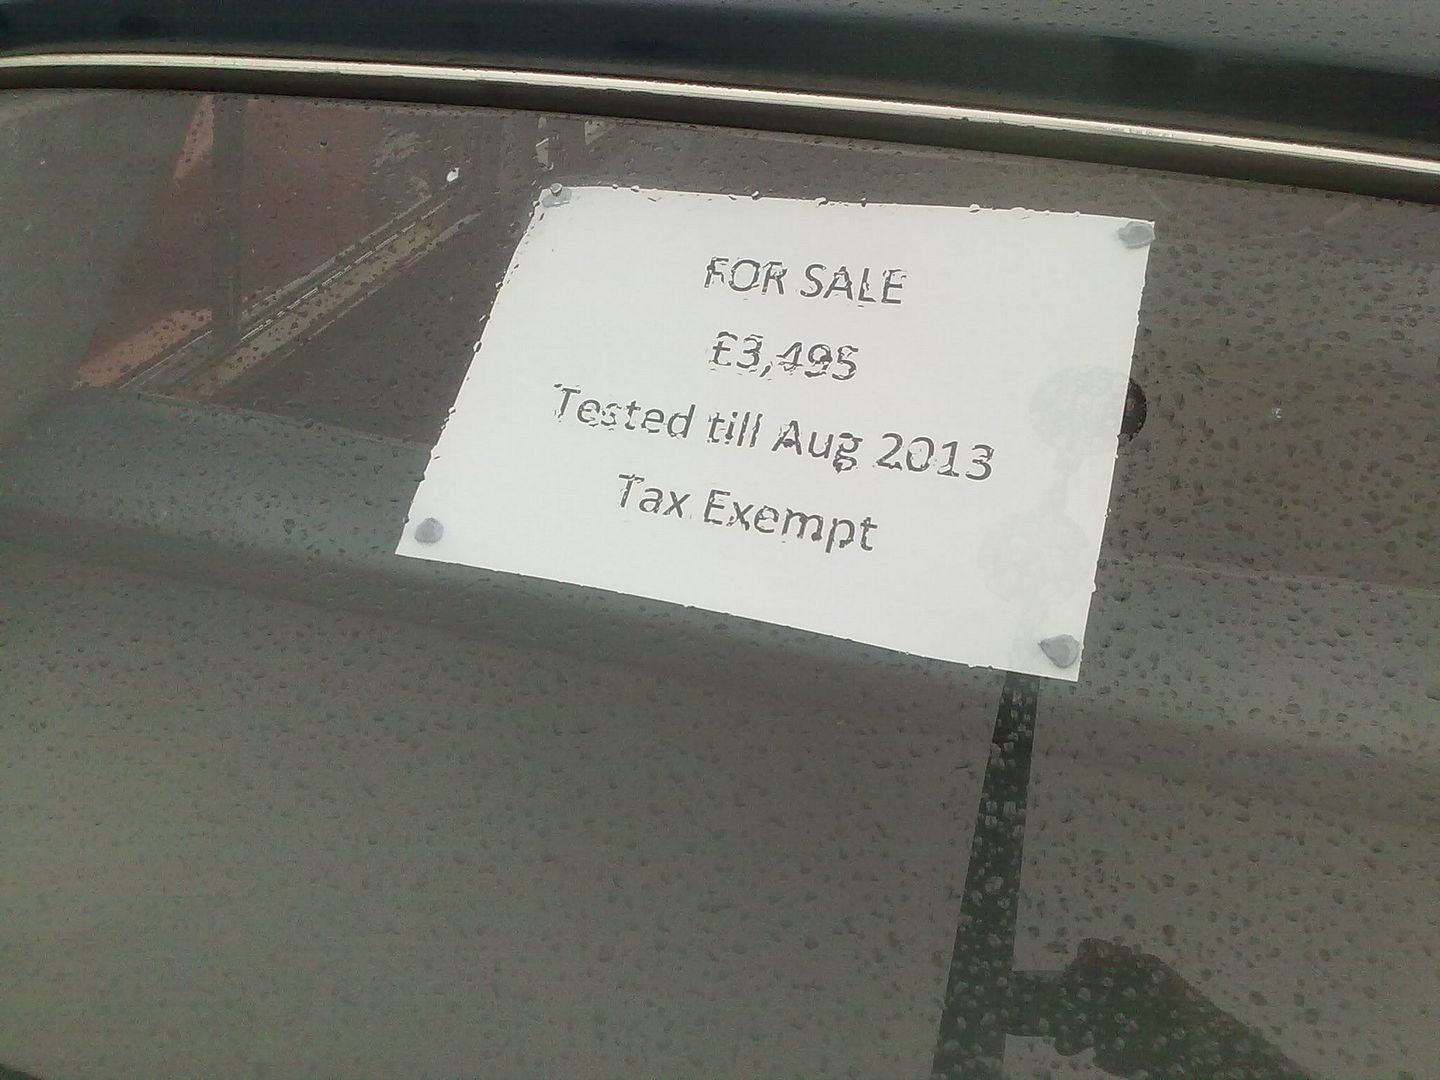 FOR SALE
£3,495
Tested till Aug 2013
Tax Exempt